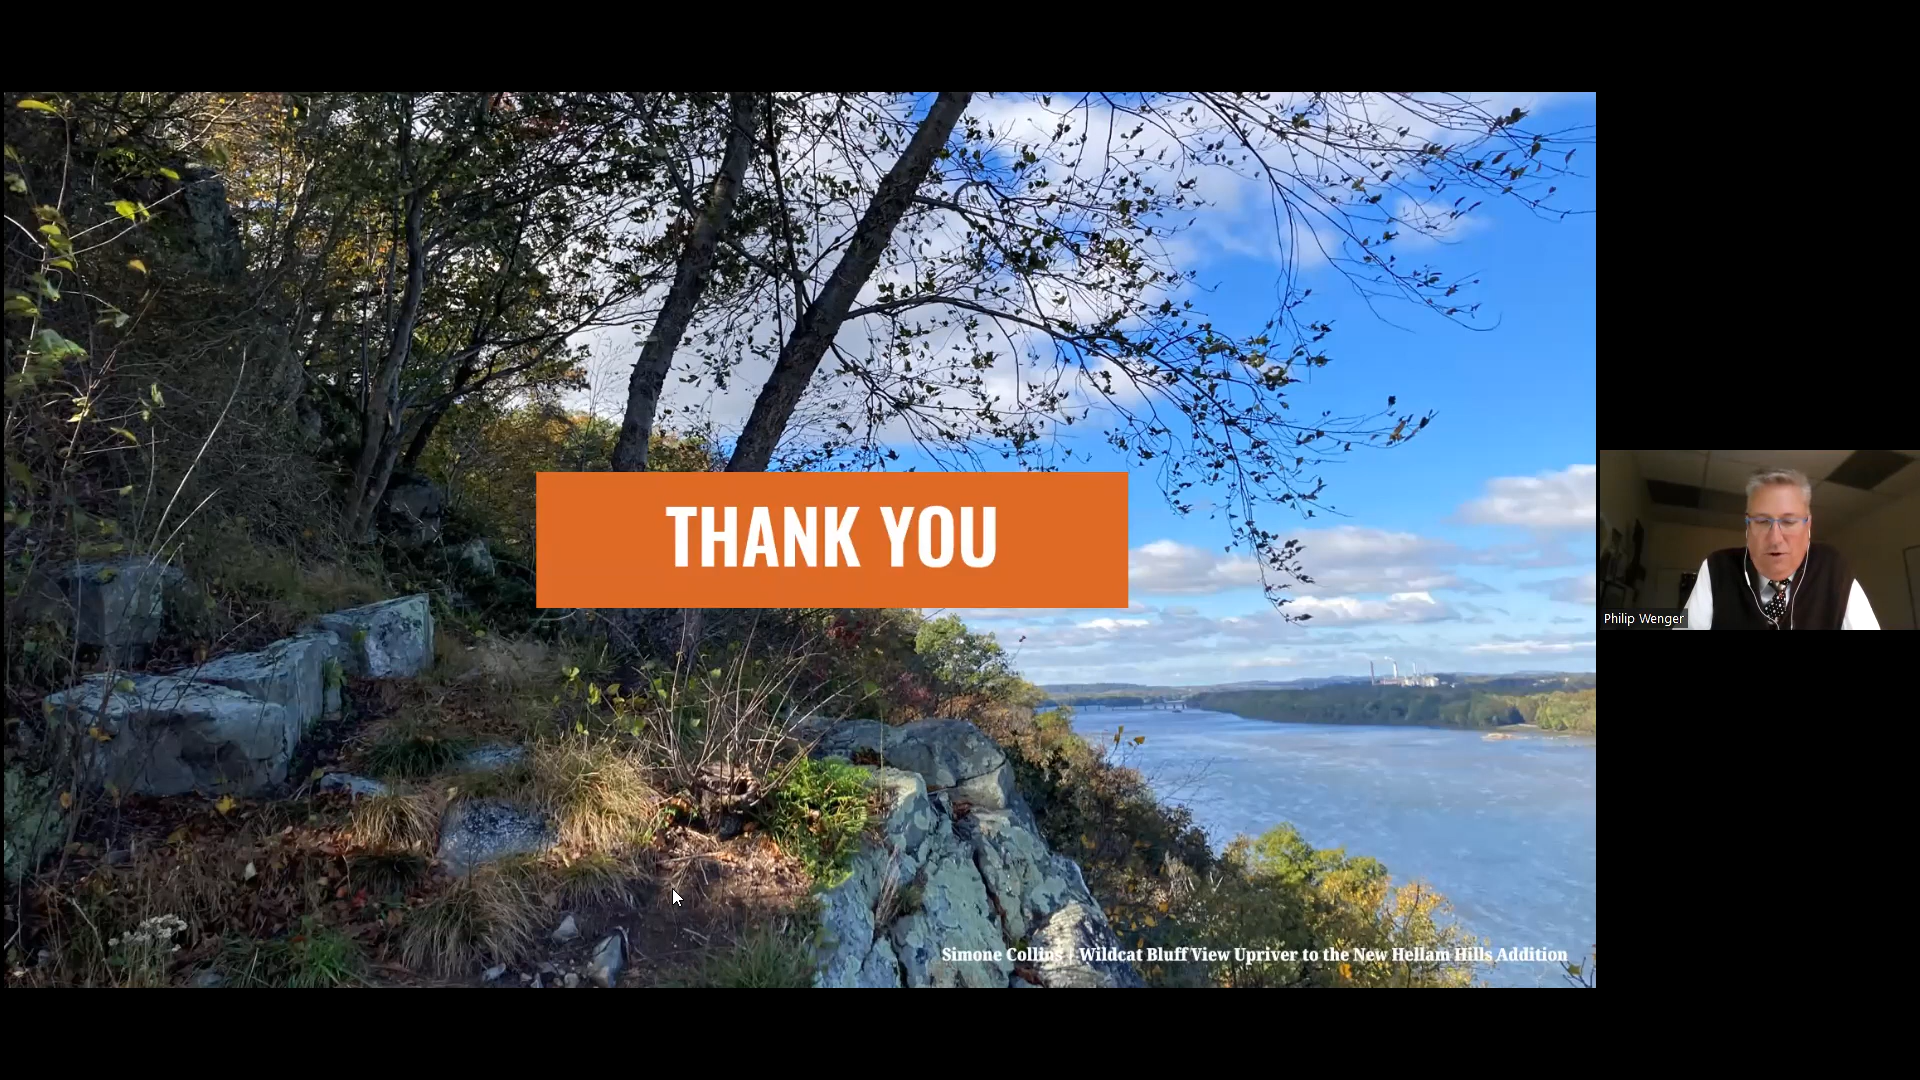 THANK YOU
Philip Wenger
Simone Collins | Wildcat Bluff View Upriver to the New Hellam Hills Addition